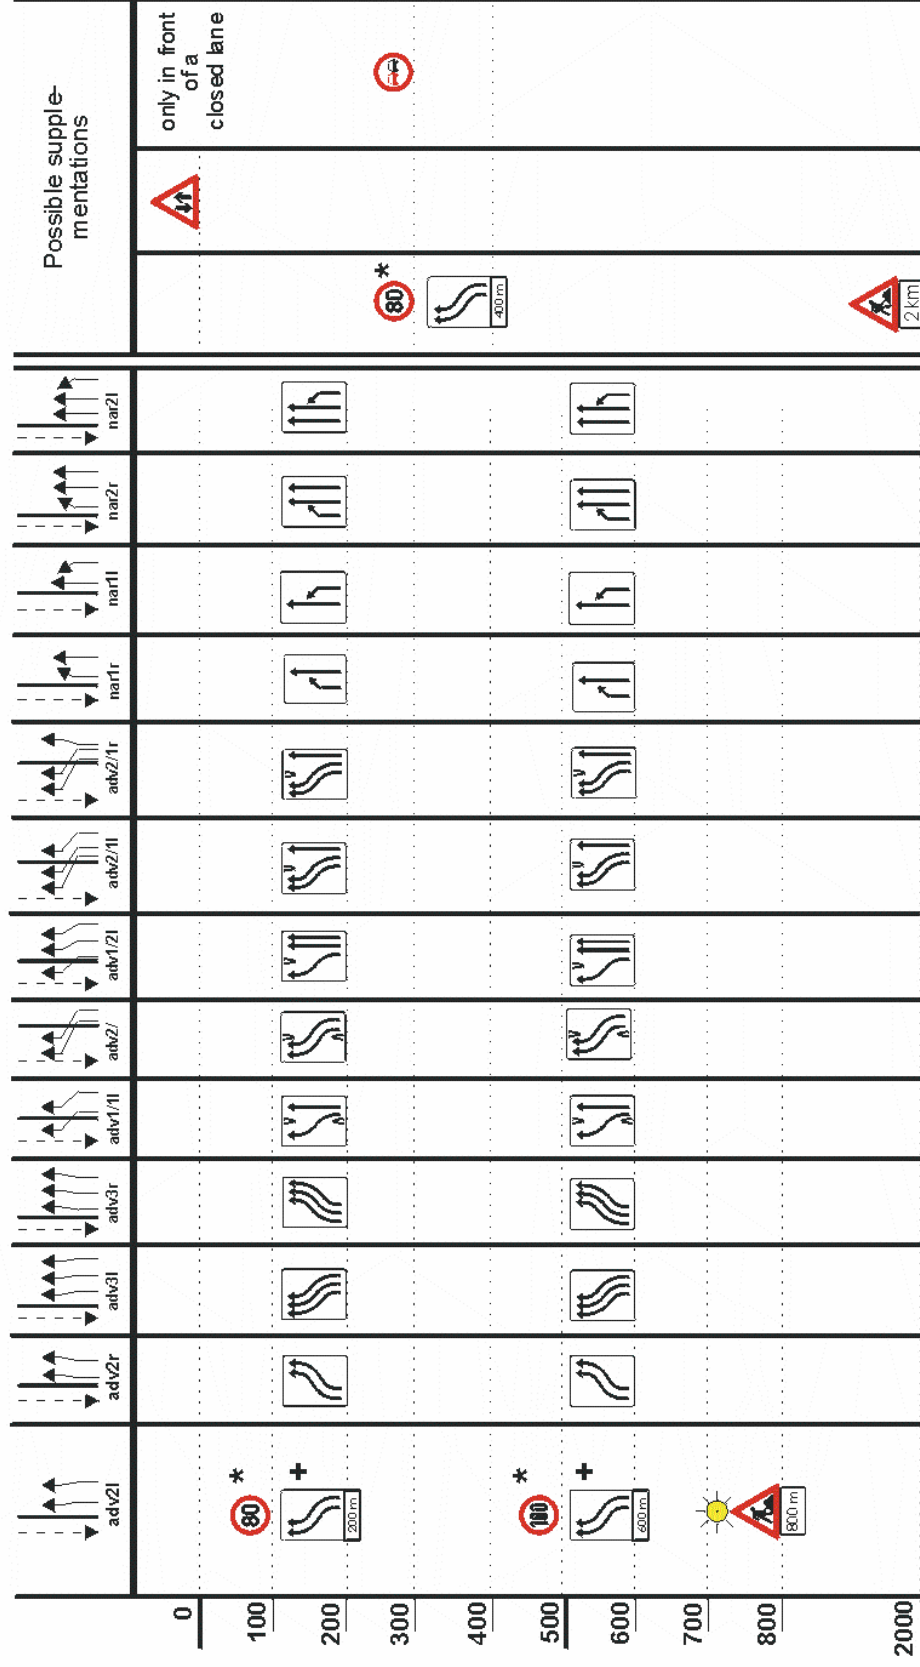 Possible supple-
mentations
only in front
of a
closed lane
80
*
400 m
2 km
nar2l
nar2r
nar1l
nar1r
adv2/1r
adv2/1l
adv1/2l
adv2/
adv1/1l
adv3r
adv3l
adv2r
adv2l
80
*
+
200 m
100
*
+
600 m
800 m
0
100
200
300
400
500
600
700
800
2000